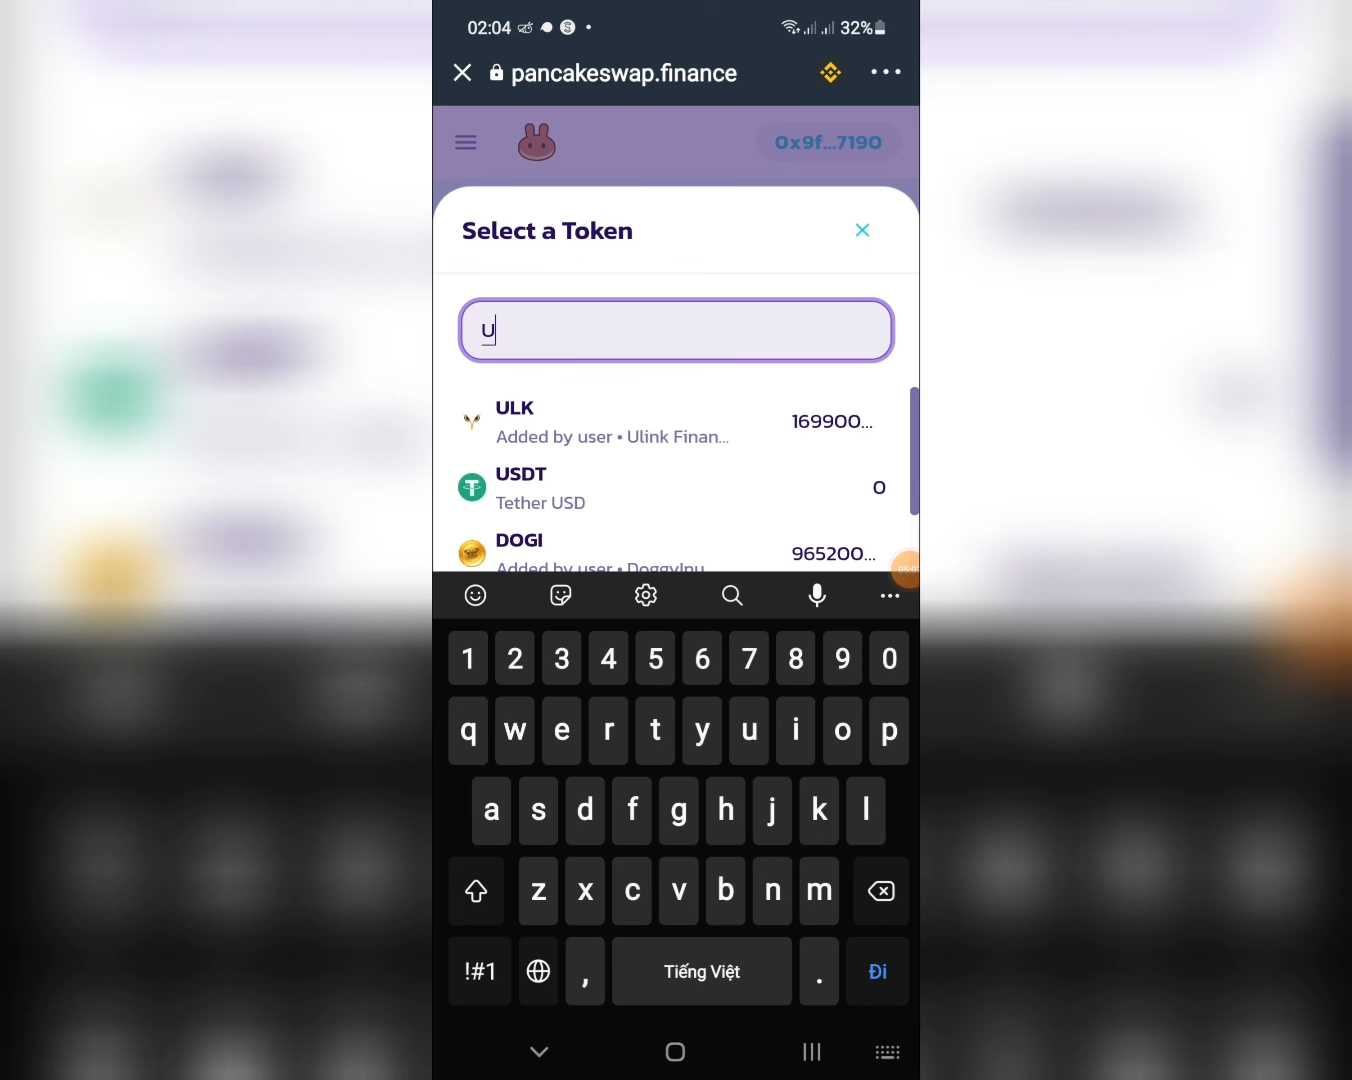 02:04 32%
pancakeswap.finance
0x9f...7190
Select a Token
U
ULK
Added by user • Ulink Finan...
169900...
USDT
Tether USD
0
DOGI
Added by user • DoggyInu
965200...
1 2 3 4 5 6 7 8 9 0
q w e r t y u i o p
a s d f g h j k l
z x c v b n m
!#1 , Tiếng Việt . Đi